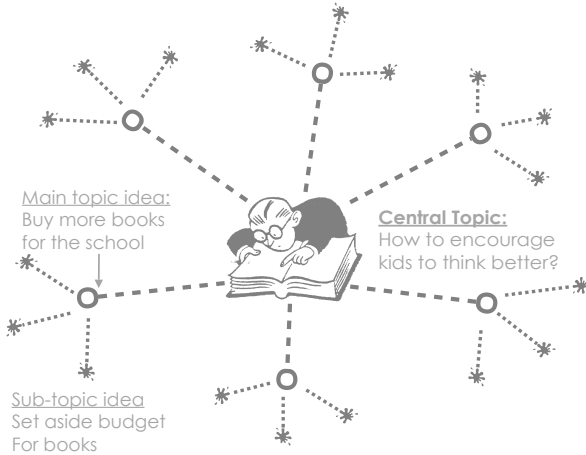 Main topic idea:
Buy more books
for the school
Central Topic:
How to encourage
kids to think better?
Sub-topic idea
Set aside budget
For books